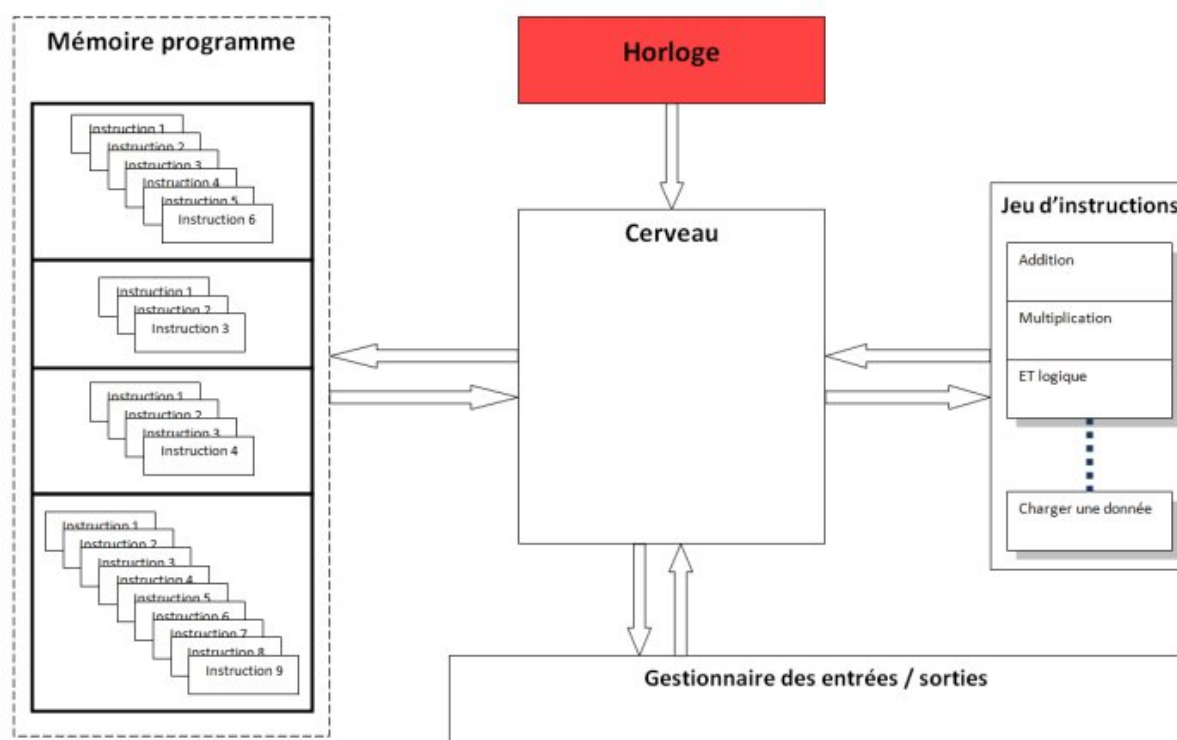 Mémoire programme
Instruction 1
Instruction 2
Instruction 3
Instruction 4
Instruction 5
Instruction 6
Instruction 1
Instruction 2
Instruction 3
Instruction 1
Instruction 2
Instruction 3
Instruction 4
Instruction 1
Instruction 2
Instruction 3
Instruction 4
Instruction 5
Instruction 6
Instruction 7
Instruction 8
Instruction 9
Horloge
Cerveau
Jeu d’instructions
Addition
Multiplication
ET logique
Charger une donnée
Gestionnaire des entrées / sorties